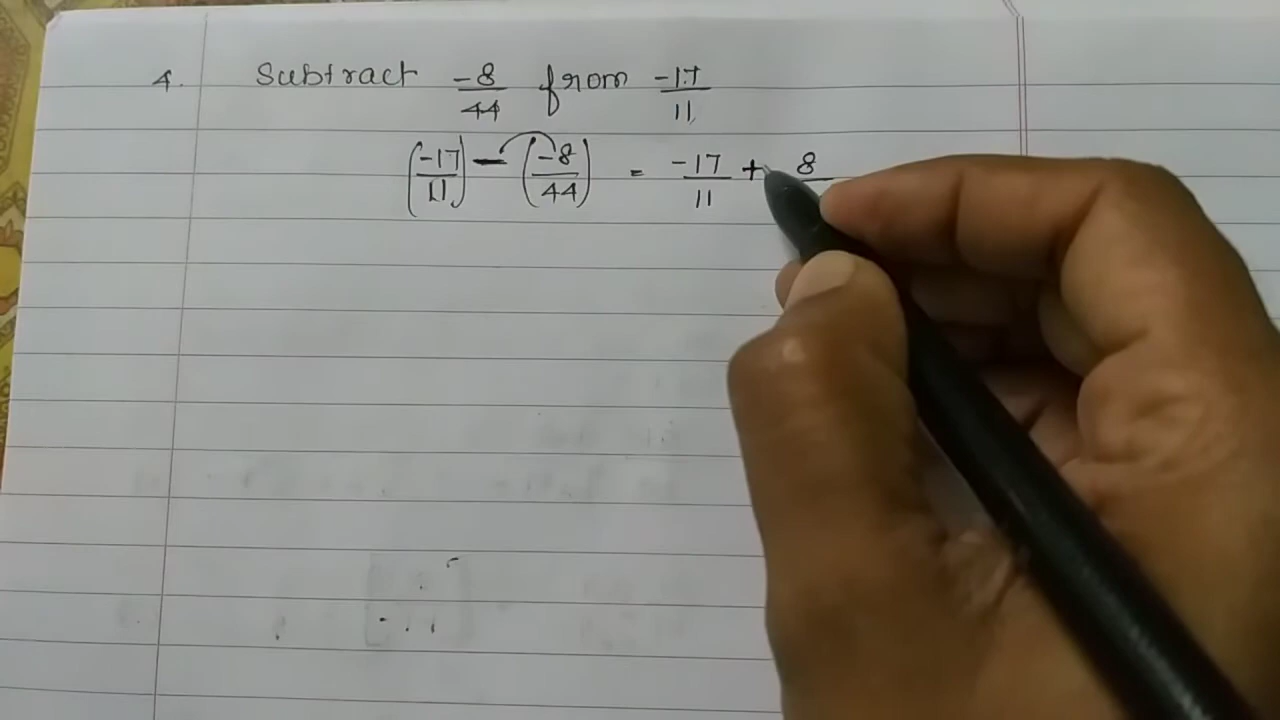 4. Subtract -8/44 from -17/11
(-17/11) - (-8/44) = -17/11 + 8